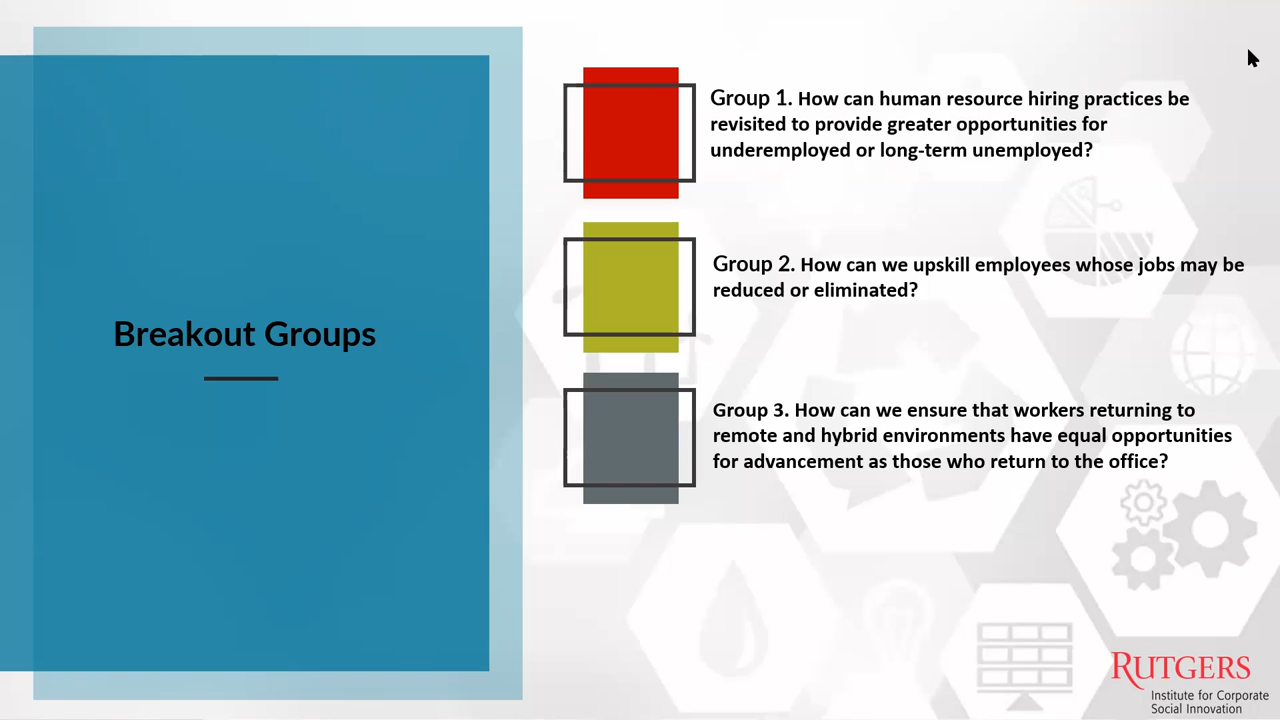 Breakout Groups
Group 1. How can human resource hiring practices be
revisited to provide greater opportunities for
underemployed or long-term unemployed?
Group 2. How can we upskill employees whose jobs may be
reduced or eliminated?
Group 3. How can we ensure that workers returning to
remote and hybrid environments have equal opportunities
for advancement as those who return to the office?
RUTGERS
Institute for Corporate
Social Innovation